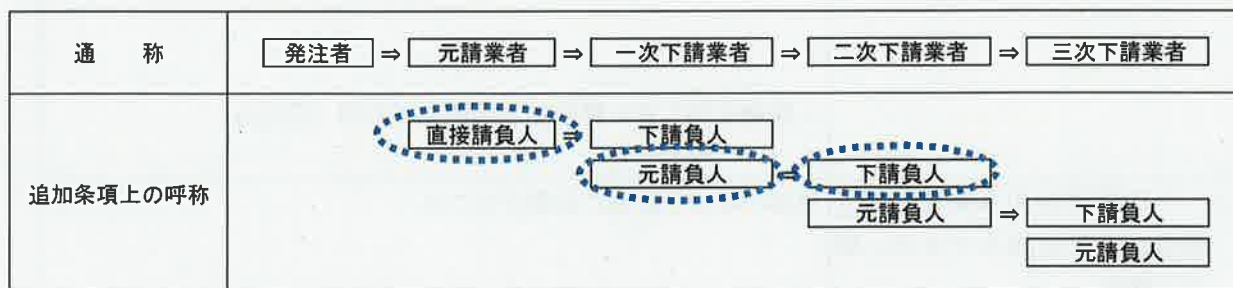 通 称
発注者 ⇒ 元請業者 ⇒ 一次下請業者 ⇒ 二次下請業者 ⇒ 三次下請業者
追加条項上の呼称
直接請負人 ⇒ 下請負人
元請負人 ⇒ 下請負人
元請負人 ⇒ 下請負人
元請負人